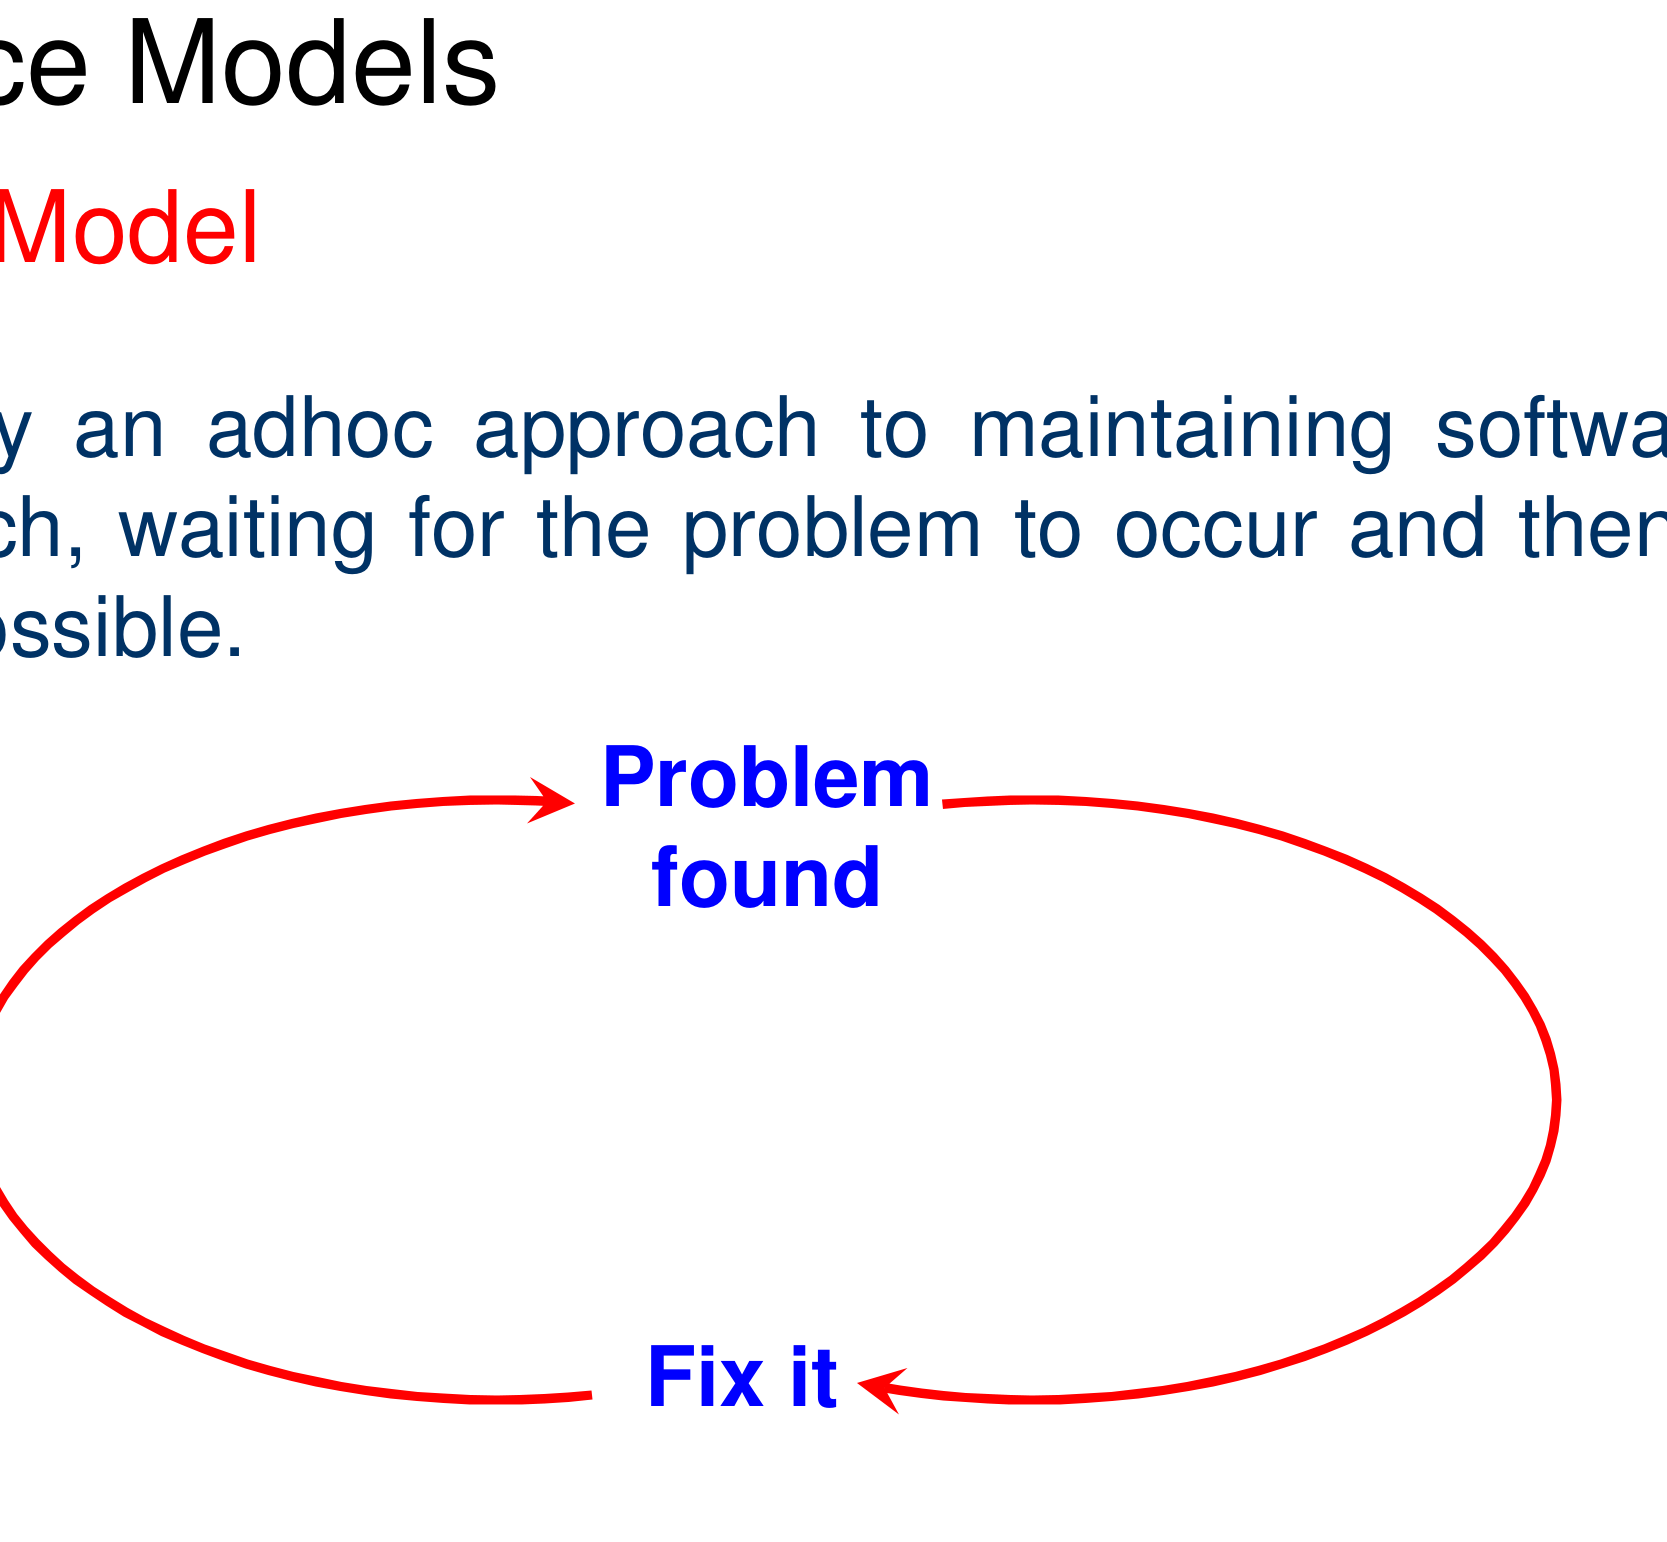 ce Models
Model
y an adhoc approach to maintaining softwa
ch, waiting for the problem to occur and then
ossible.
Problem
found
Fix it